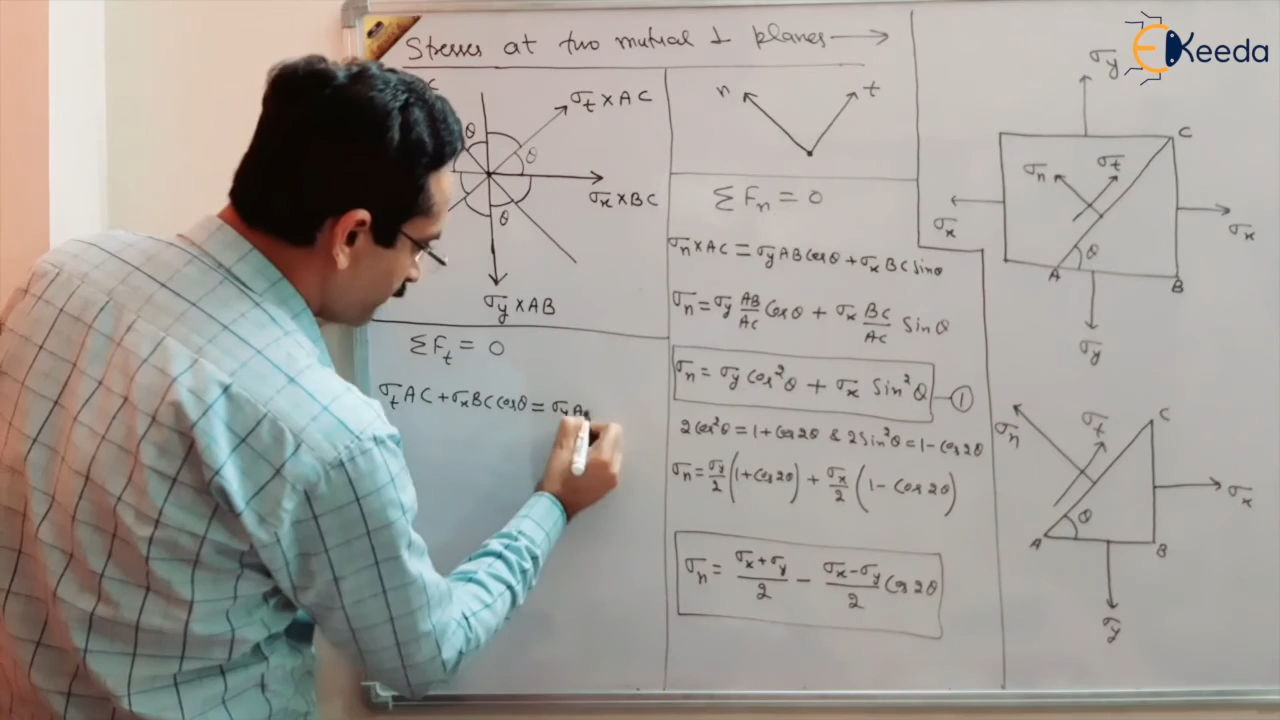 Stresses at two mutual ⊥ planes →
C
θ
σt × AC
θ
σx × BC
θ
σy × AB
ΣFt = 0
σt AC + σx BC cosθ = σy A
n t
ΣFn = 0
σn × AC = σy AB cosθ + σx BC sinθ
σn = σy AB/AC cosθ + σx BC/AC sinθ
σn = σy cos²θ + σx sin²θ — ①
2cos²θ = 1 + cos2θ & 2sin²θ = 1 - cos2θ
σn = σy/2 (1 + cos2θ) + σx/2 (1 - cos2θ)
σn = (σx + σy)/2 - (σx - σy)/2 cos2θ
EKeeda
σy
C
σn σt
σx σx
θ
A B
σy
C
σn σt
σx
θ
A B
σy